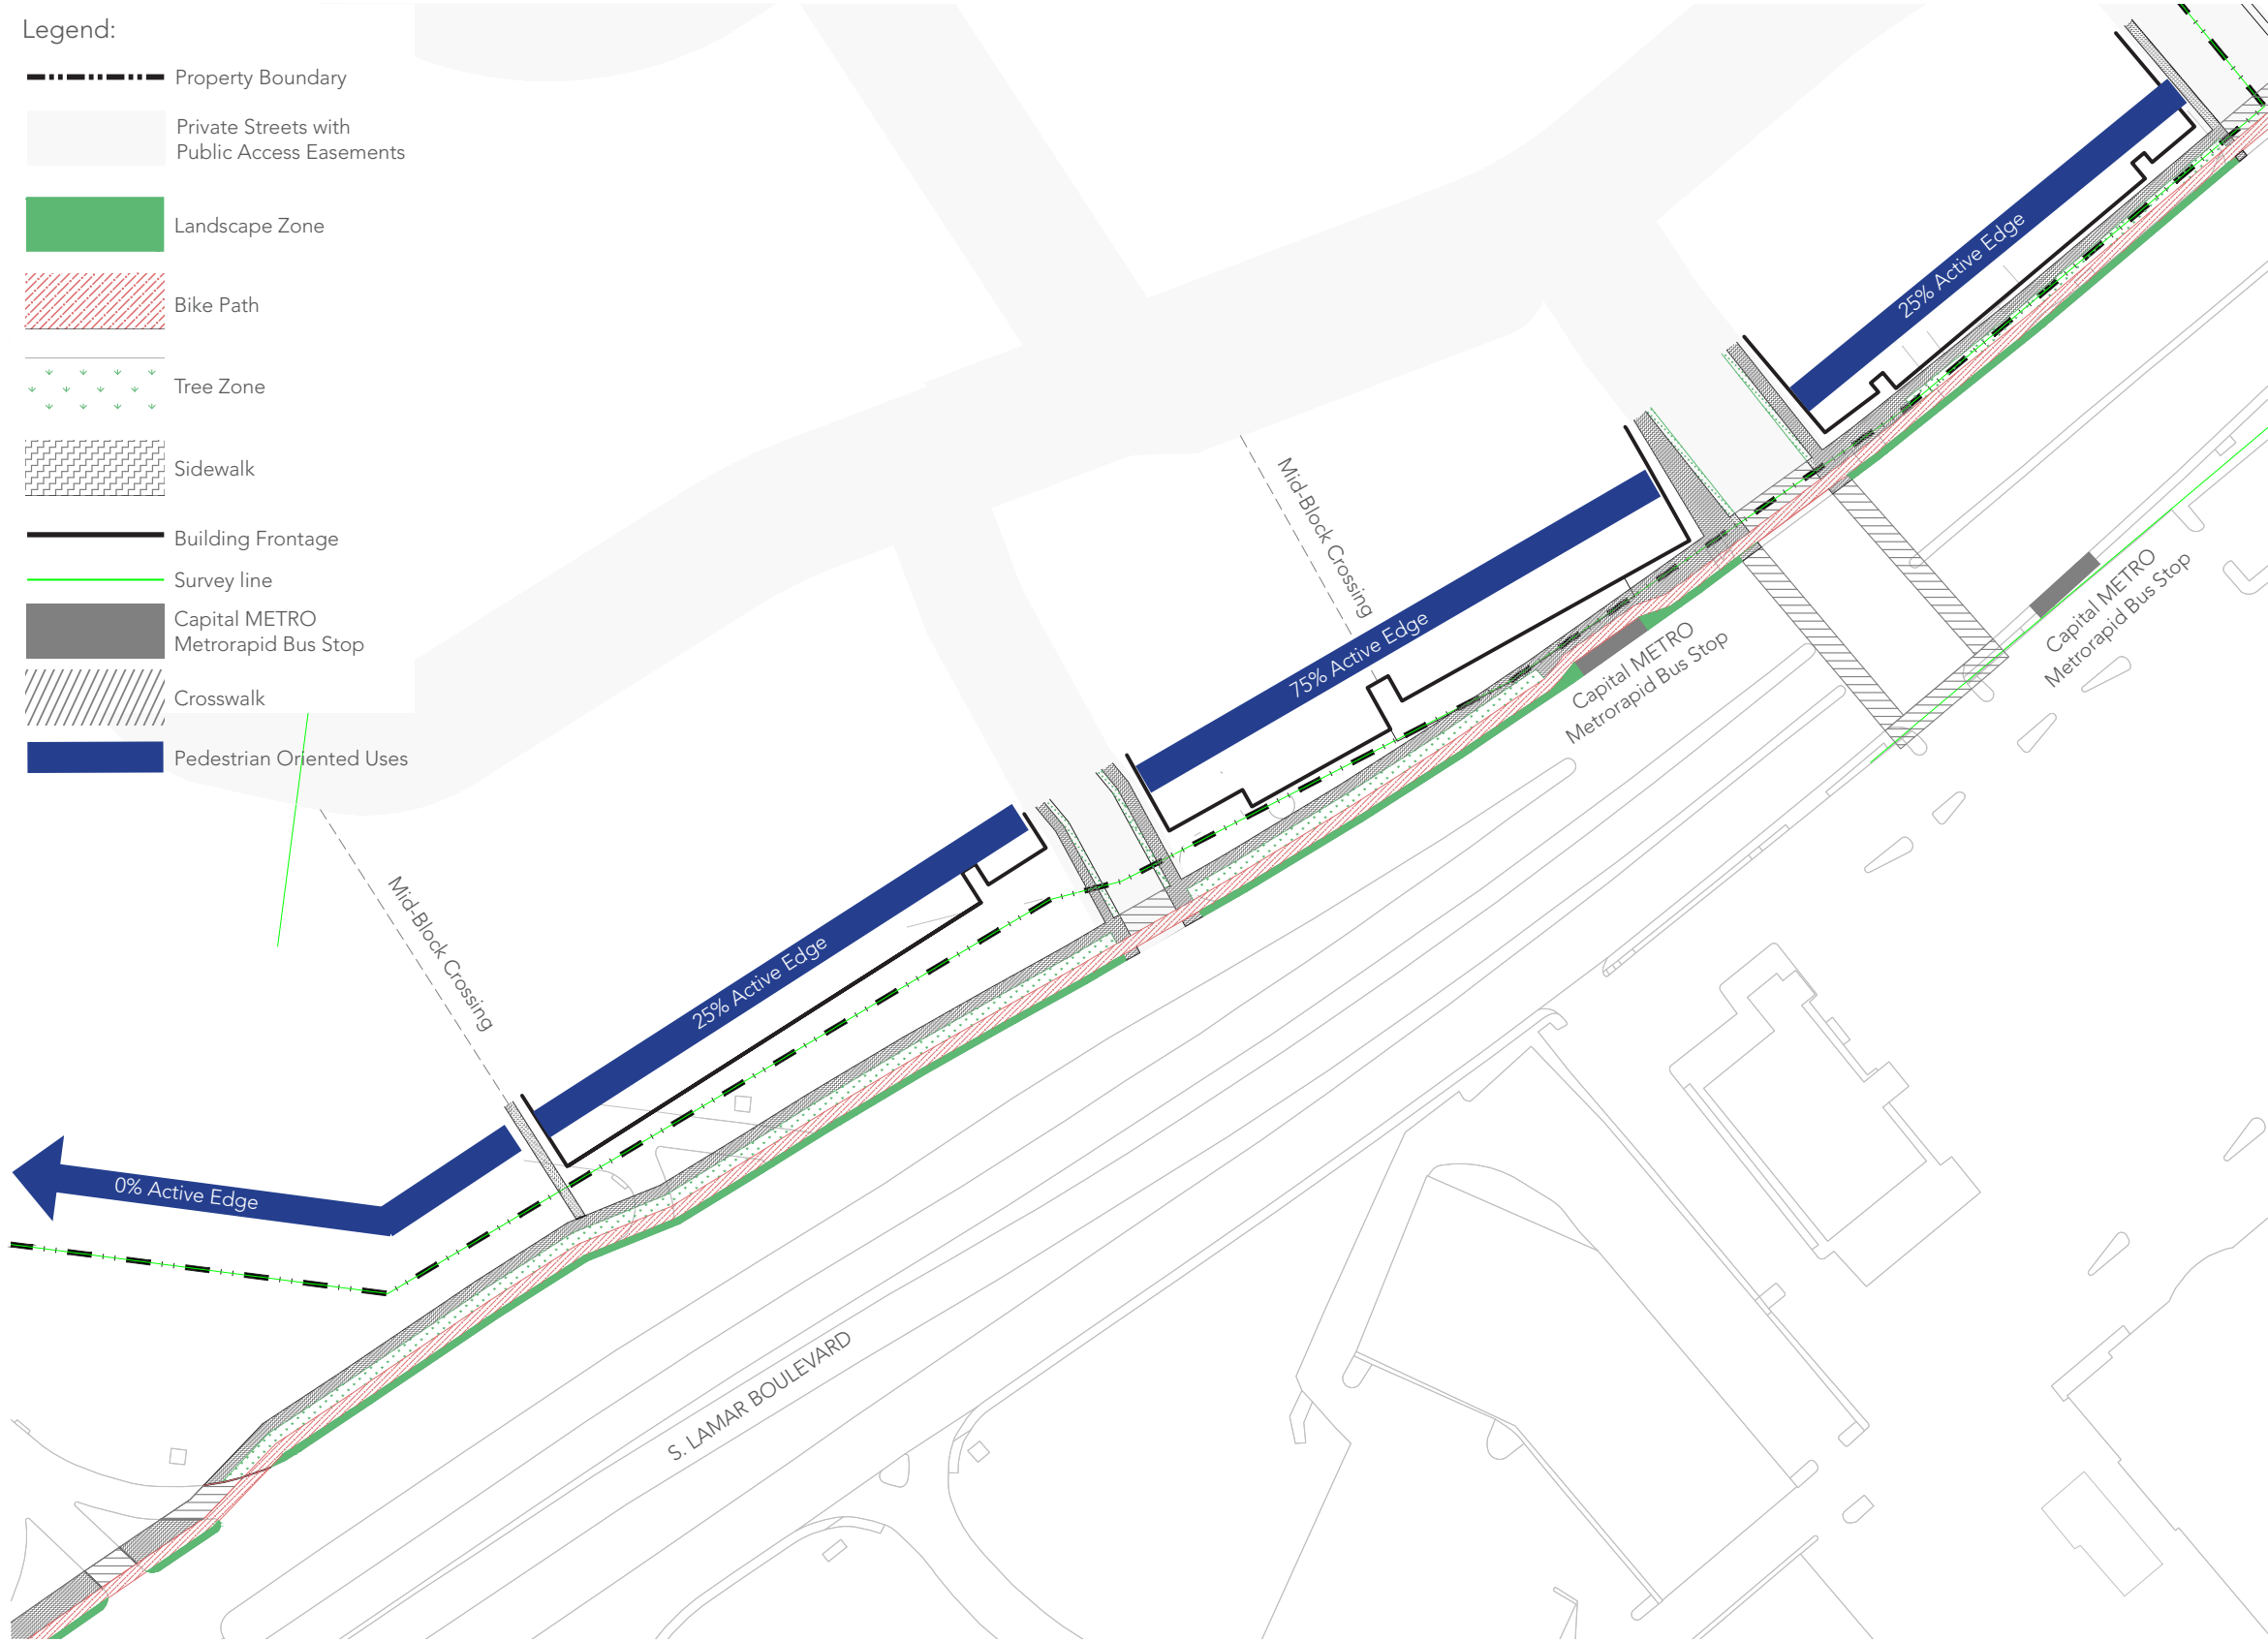 Legend:
Property Boundary
Private Streets with
Public Access Easements
Landscape Zone
Bike Path
Tree Zone
Sidewalk
Building Frontage
Survey line
Capital METRO
Metrorapid Bus Stop
Crosswalk
Pedestrian Oriented Uses
25% Active Edge
Mid-Block Crossing
75% Active Edge
Capital METRO
Metrorapid Bus Stop
Capital METRO
Metrorapid Bus Stop
Mid-Block Crossing
25% Active Edge
0% Active Edge
S. LAMAR BOULEVARD